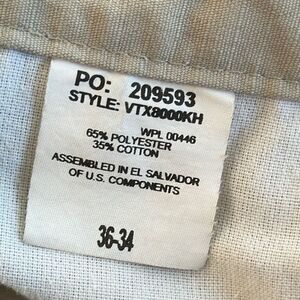 PO: 209593
STYLE: VTX8000KH
WPL 00446
65% POLYESTER
35% COTTON
ASSEMBLED IN EL SALVADOR
OF U.S. COMPONENTS
36-34